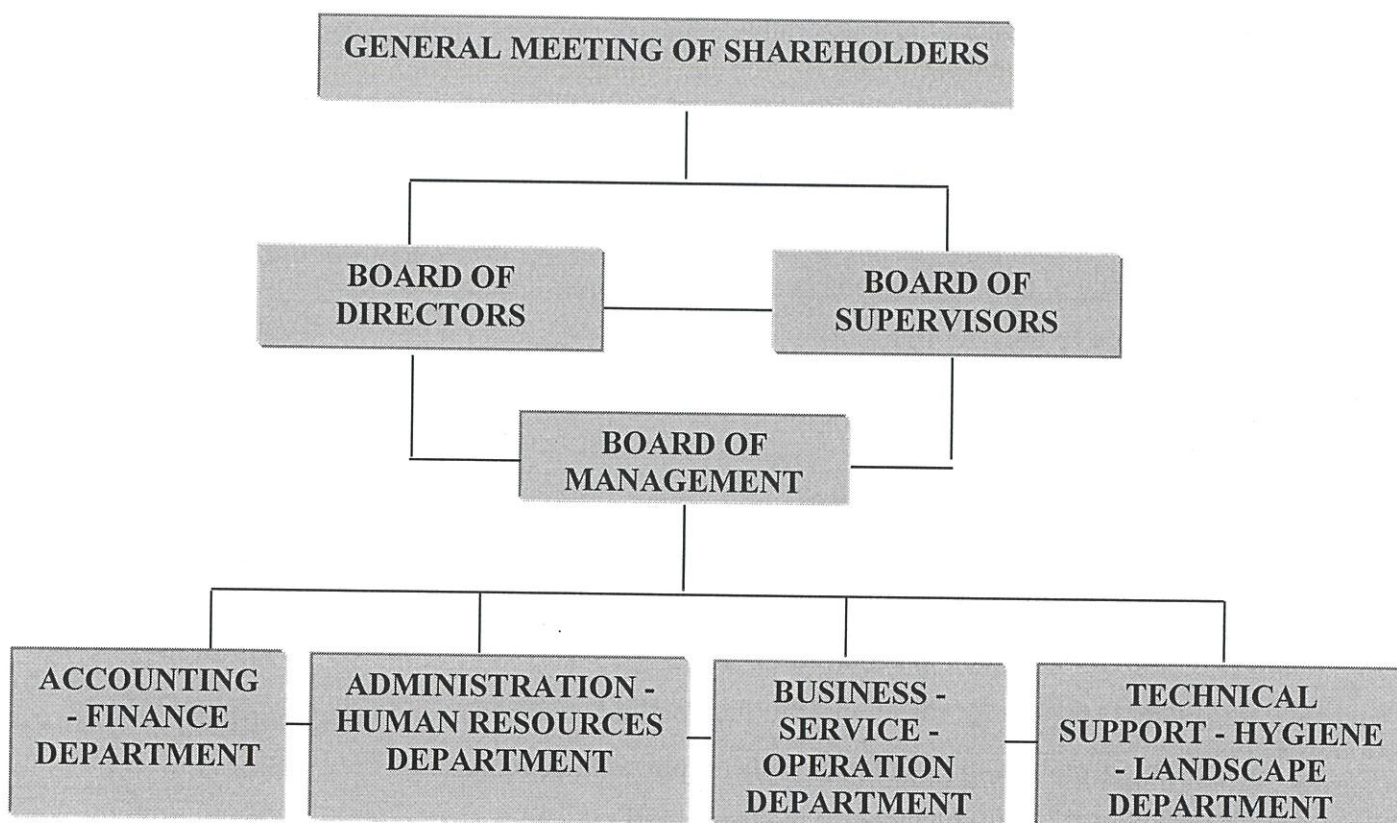 GENERAL MEETING OF SHAREHOLDERS
BOARD OF
DIRECTORS
BOARD OF
SUPERVISORS
BOARD OF
MANAGEMENT
ACCOUNTING
- FINANCE
DEPARTMENT
ADMINISTRATION -
HUMAN RESOURCES
DEPARTMENT
BUSINESS -
SERVICE -
OPERATION
DEPARTMENT
TECHNICAL
SUPPORT - HYGIENE
- LANDSCAPE
DEPARTMENT